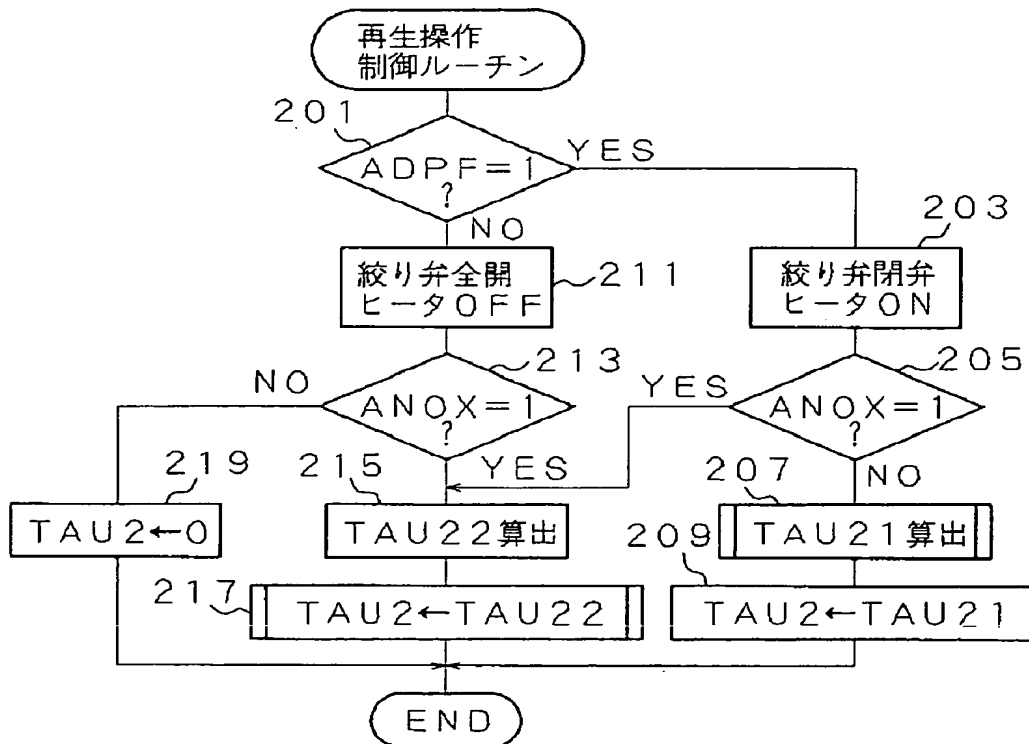 再生操作
制御ルーチン
201
ADPF=1
?
YES
NO
203
絞り弁全開
ヒータOFF
211
絞り弁閉弁
ヒータON
213
205
NO
ANOX=1
?
YES
YES
ANOX=1
?
NO
219
TAU2←0
215
TAU22算出
207
TAU21算出
217
TAU2←TAU22
209
TAU2←TAU21
END